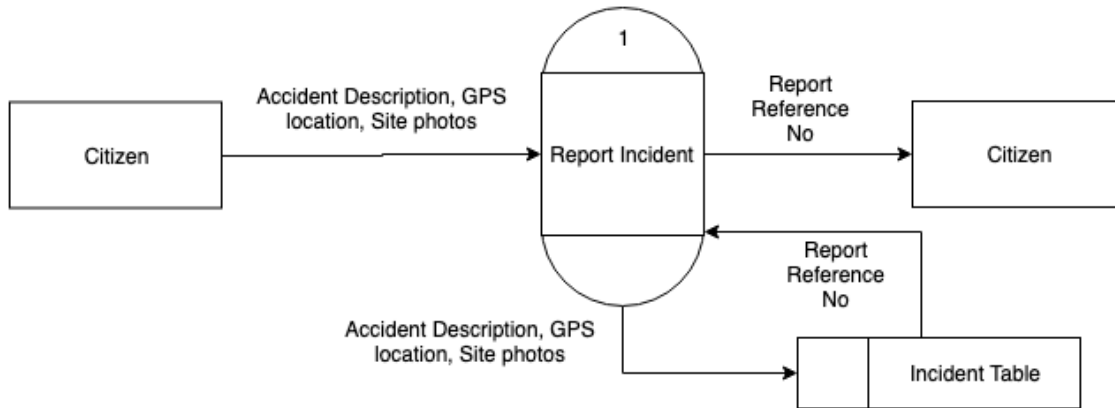 1
Accident Description, GPS
location, Site photos
Report
Reference
No
Citizen
Report Incident
Citizen
Report
Reference
No
Accident Description, GPS
location, Site photos
Incident Table